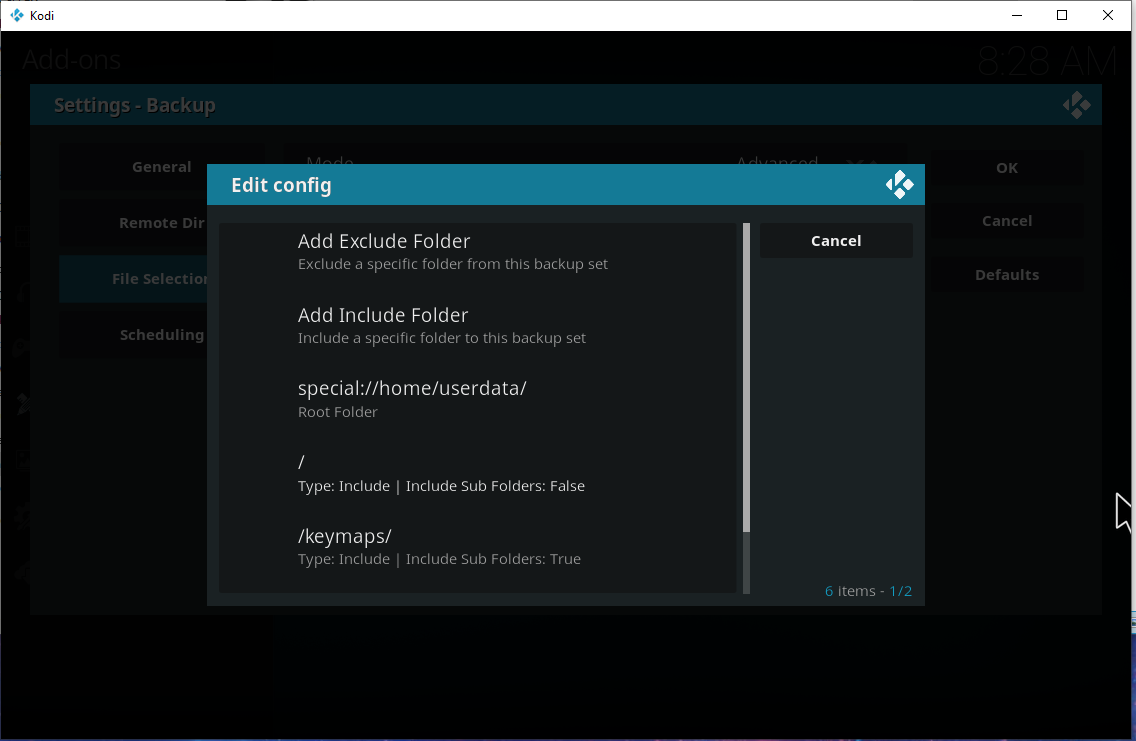 Kodi
Add-ons
8:28 AM
Settings - Backup
General
Mode
Advanced
OK
Edit config
Remote Dir
Cancel
File Selection
Defaults
Scheduling
Add Exclude Folder
Exclude a specific folder from this backup set
Cancel
Add Include Folder
Include a specific folder to this backup set
special://home/userdata/
Root Folder
/
Type: Include | Include Sub Folders: False
/keymaps/
Type: Include | Include Sub Folders: True
6 items - 1/2